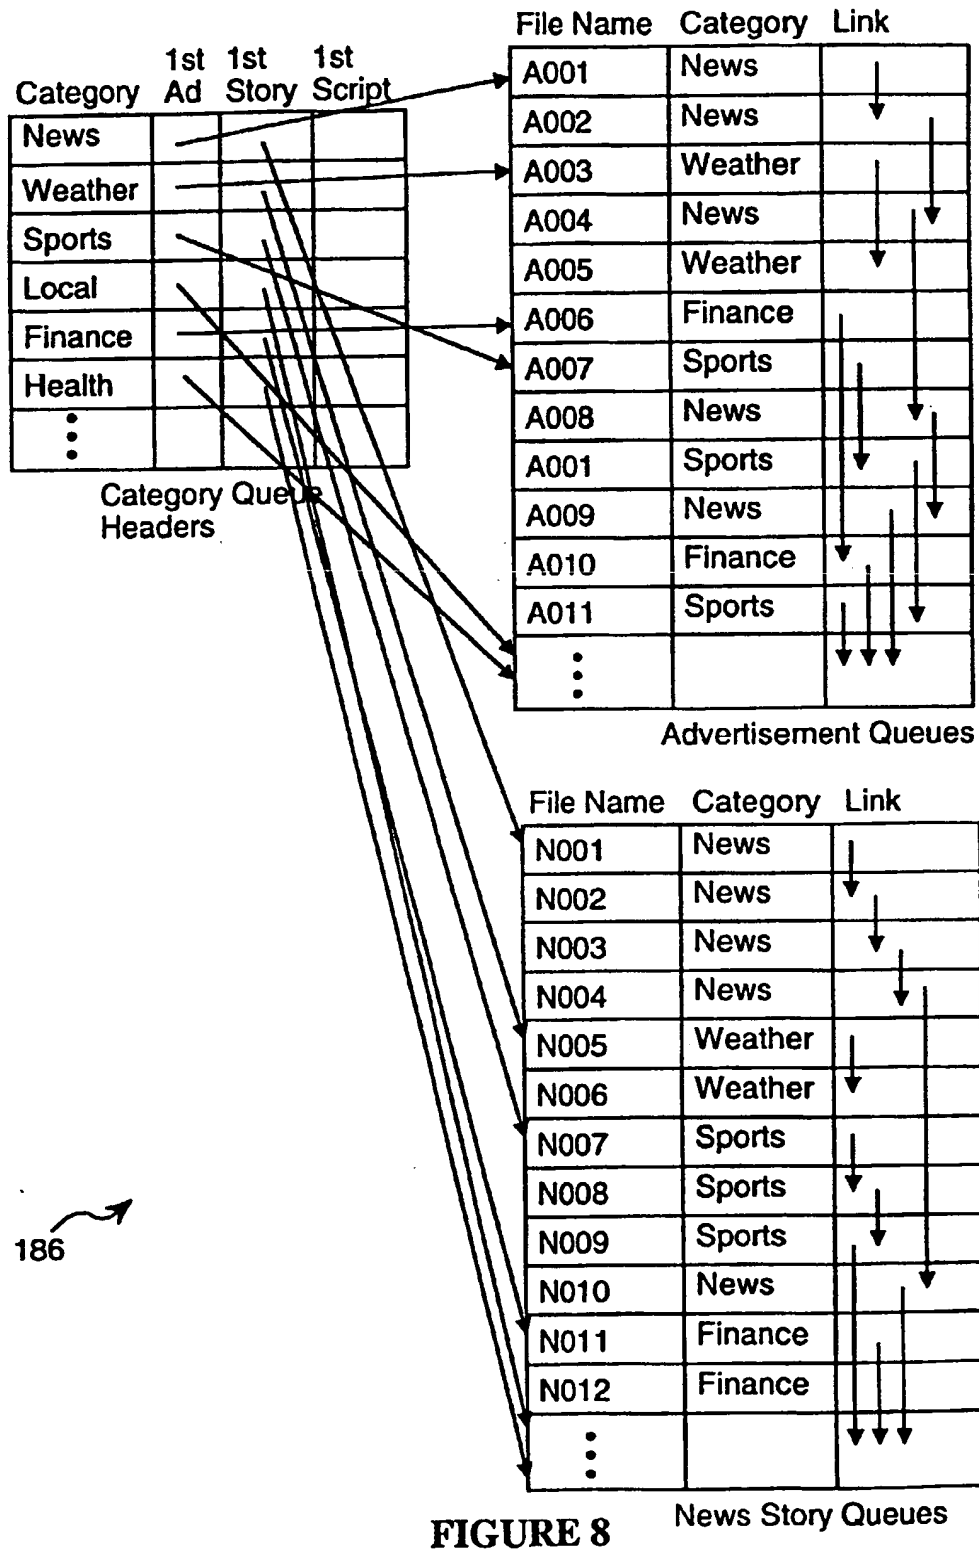 1st 1st 1st
Category Ad Story Script
News
Weather
Sports
Local
Finance
Health
Category Queue
Headers
File Name Category Link
A001 News
A002 News
A003 Weather
A004 News
A005 Weather
A006 Finance
A007 Sports
A008 News
A001 Sports
A009 News
A010 Finance
A011 Sports
Advertisement Queues
File Name Category Link
N001 News
N002 News
N003 News
N004 News
N005 Weather
N006 Weather
N007 Sports
N008 Sports
N009 Sports
N010 News
N011 Finance
N012 Finance
News Story Queues
186
FIGURE 8